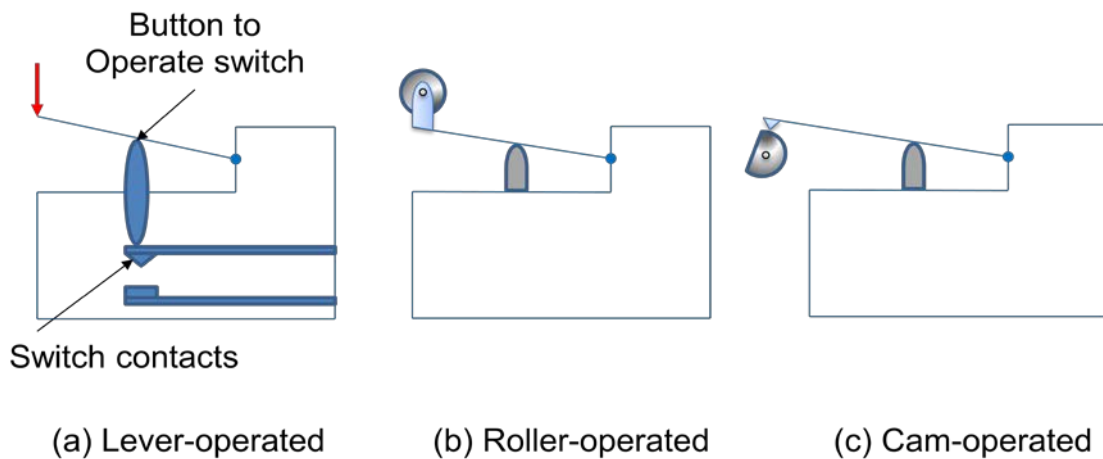 Button to
Operate switch
Switch contacts
(a) Lever-operated
(b) Roller-operated
(c) Cam-operated